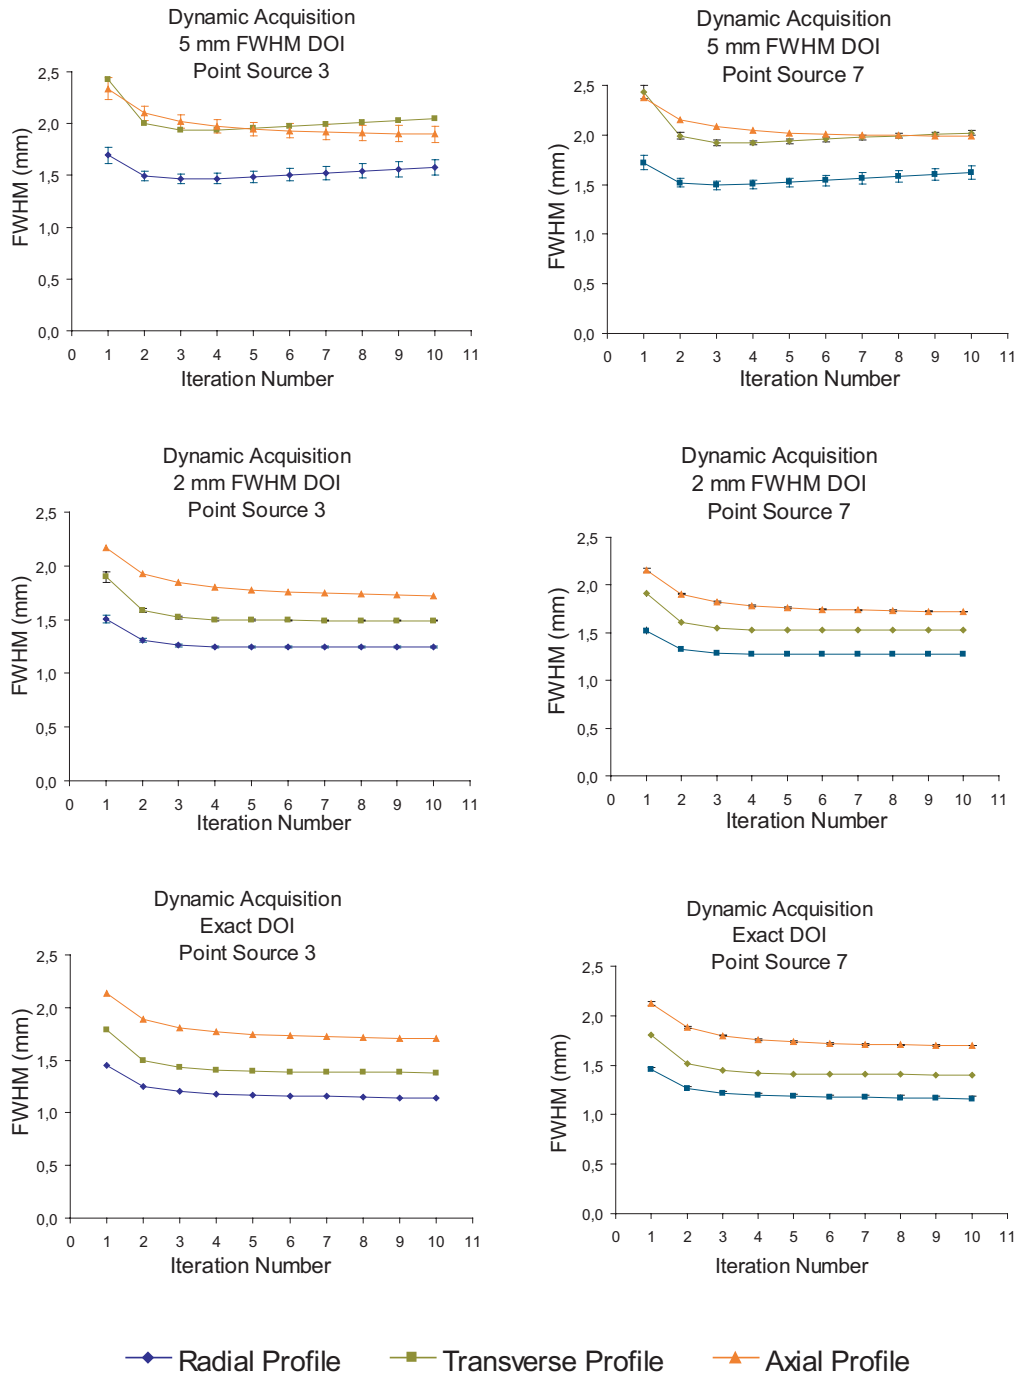 Dynamic Acquisition
5 mm FWHM DOI
Point Source 3
2,5
2,0
1,5
1,0
0,5
0,0
FWHM (mm)
0 1 2 3 4 5 6 7 8 9 10 11
Iteration Number
Dynamic Acquisition
5 mm FWHM DOI
Point Source 7
2,5
2,0
1,5
1,0
0,5
0,0
FWHM (mm)
0 1 2 3 4 5 6 7 8 9 10 11
Iteration Number
Dynamic Acquisition
2 mm FWHM DOI
Point Source 3
2,5
2,0
1,5
1,0
0,5
0,0
FWHM (mm)
0 1 2 3 4 5 6 7 8 9 10 11
Iteration Number
Dynamic Acquisition
2 mm FWHM DOI
Point Source 7
2,5
2,0
1,5
1,0
0,5
0,0
FWHM (mm)
0 1 2 3 4 5 6 7 8 9 10 11
Iteration Number
Dynamic Acquisition
Exact DOI
Point Source 3
2,5
2,0
1,5
1,0
0,5
0,0
FWHM (mm)
0 1 2 3 4 5 6 7 8 9 10 11
Iteration Number
Dynamic Acquisition
Exact DOI
Point Source 7
2,5
2,0
1,5
1,0
0,5
0,0
FWHM (mm)
0 1 2 3 4 5 6 7 8 9 10 11
Iteration Number
Radial Profile Transverse Profile Axial Profile